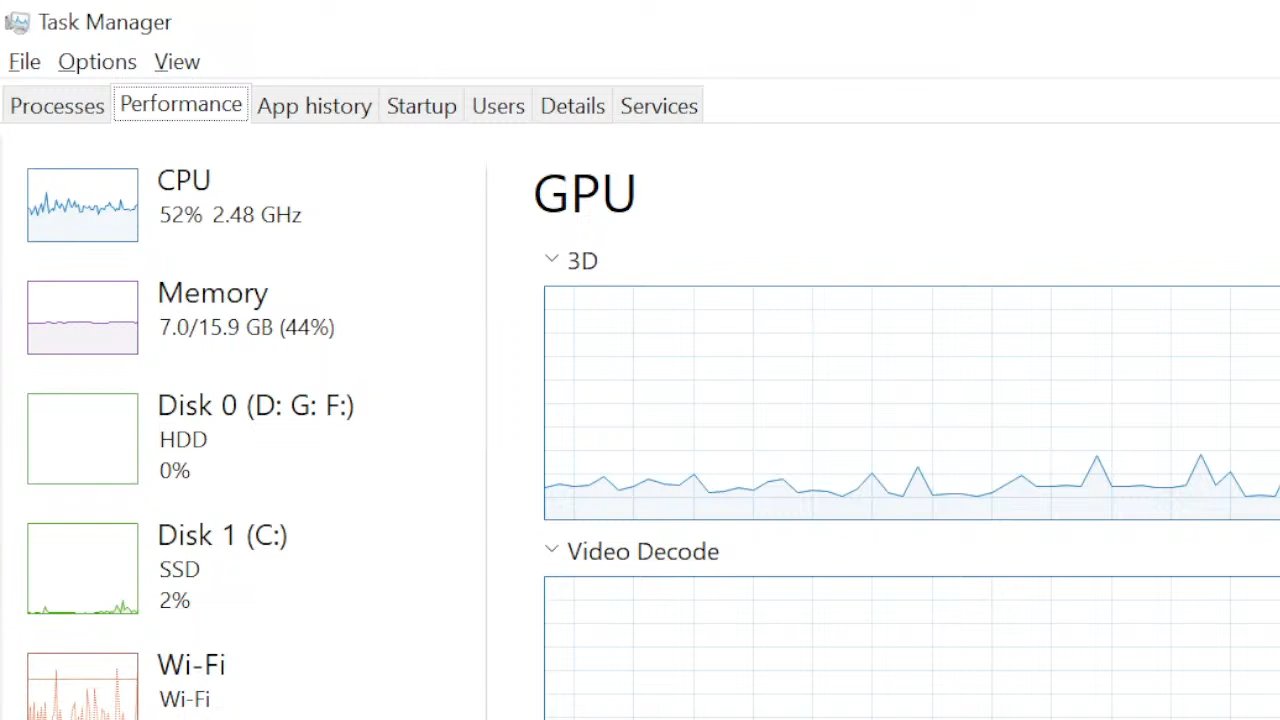 Task Manager
File Options View
Processes Performance App history Startup Users Details Services
CPU
52% 2.48 GHz
Memory
7.0/15.9 GB (44%)
Disk 0 (D: G: F:)
HDD
0%
Disk 1 (C:)
SSD
2%
Wi-Fi
Wi-Fi
GPU
3D
Video Decode